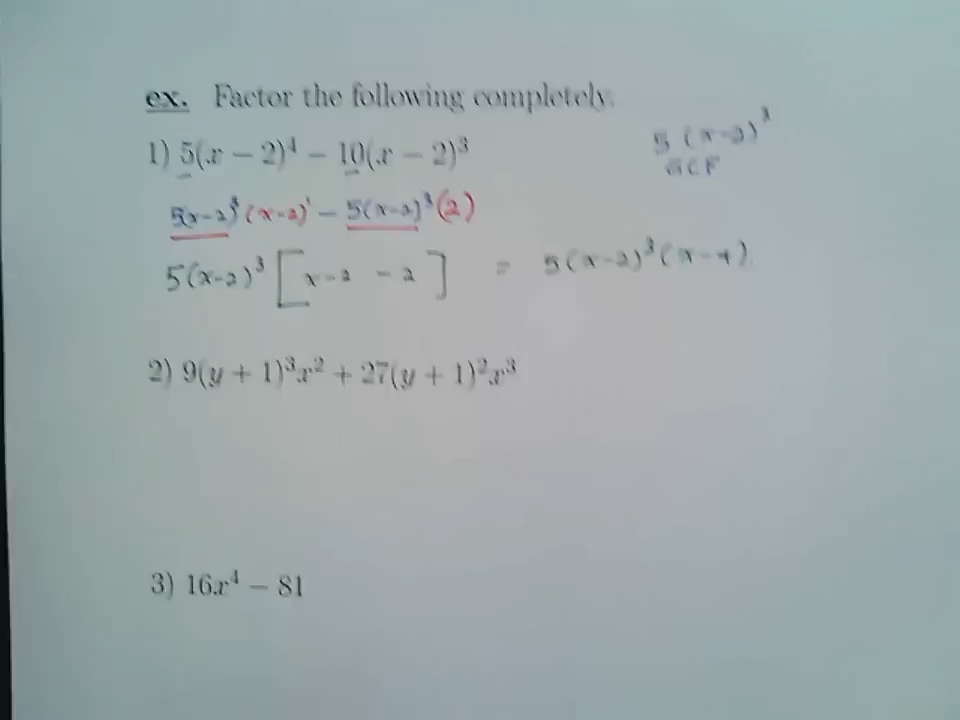 ex. Factor the following completely.
1) 5(x − 2)⁴ − 10(x − 2)³
5(x-2)³
GCF
5(x-2)³(x-2)¹ − 5(x-2)³(2)
5(x-2)³[x-2 -2] = 5(x-2)³(x-4).
2) 9(y + 1)³x² + 27(y + 1)²x³
3) 16x⁴ − 81